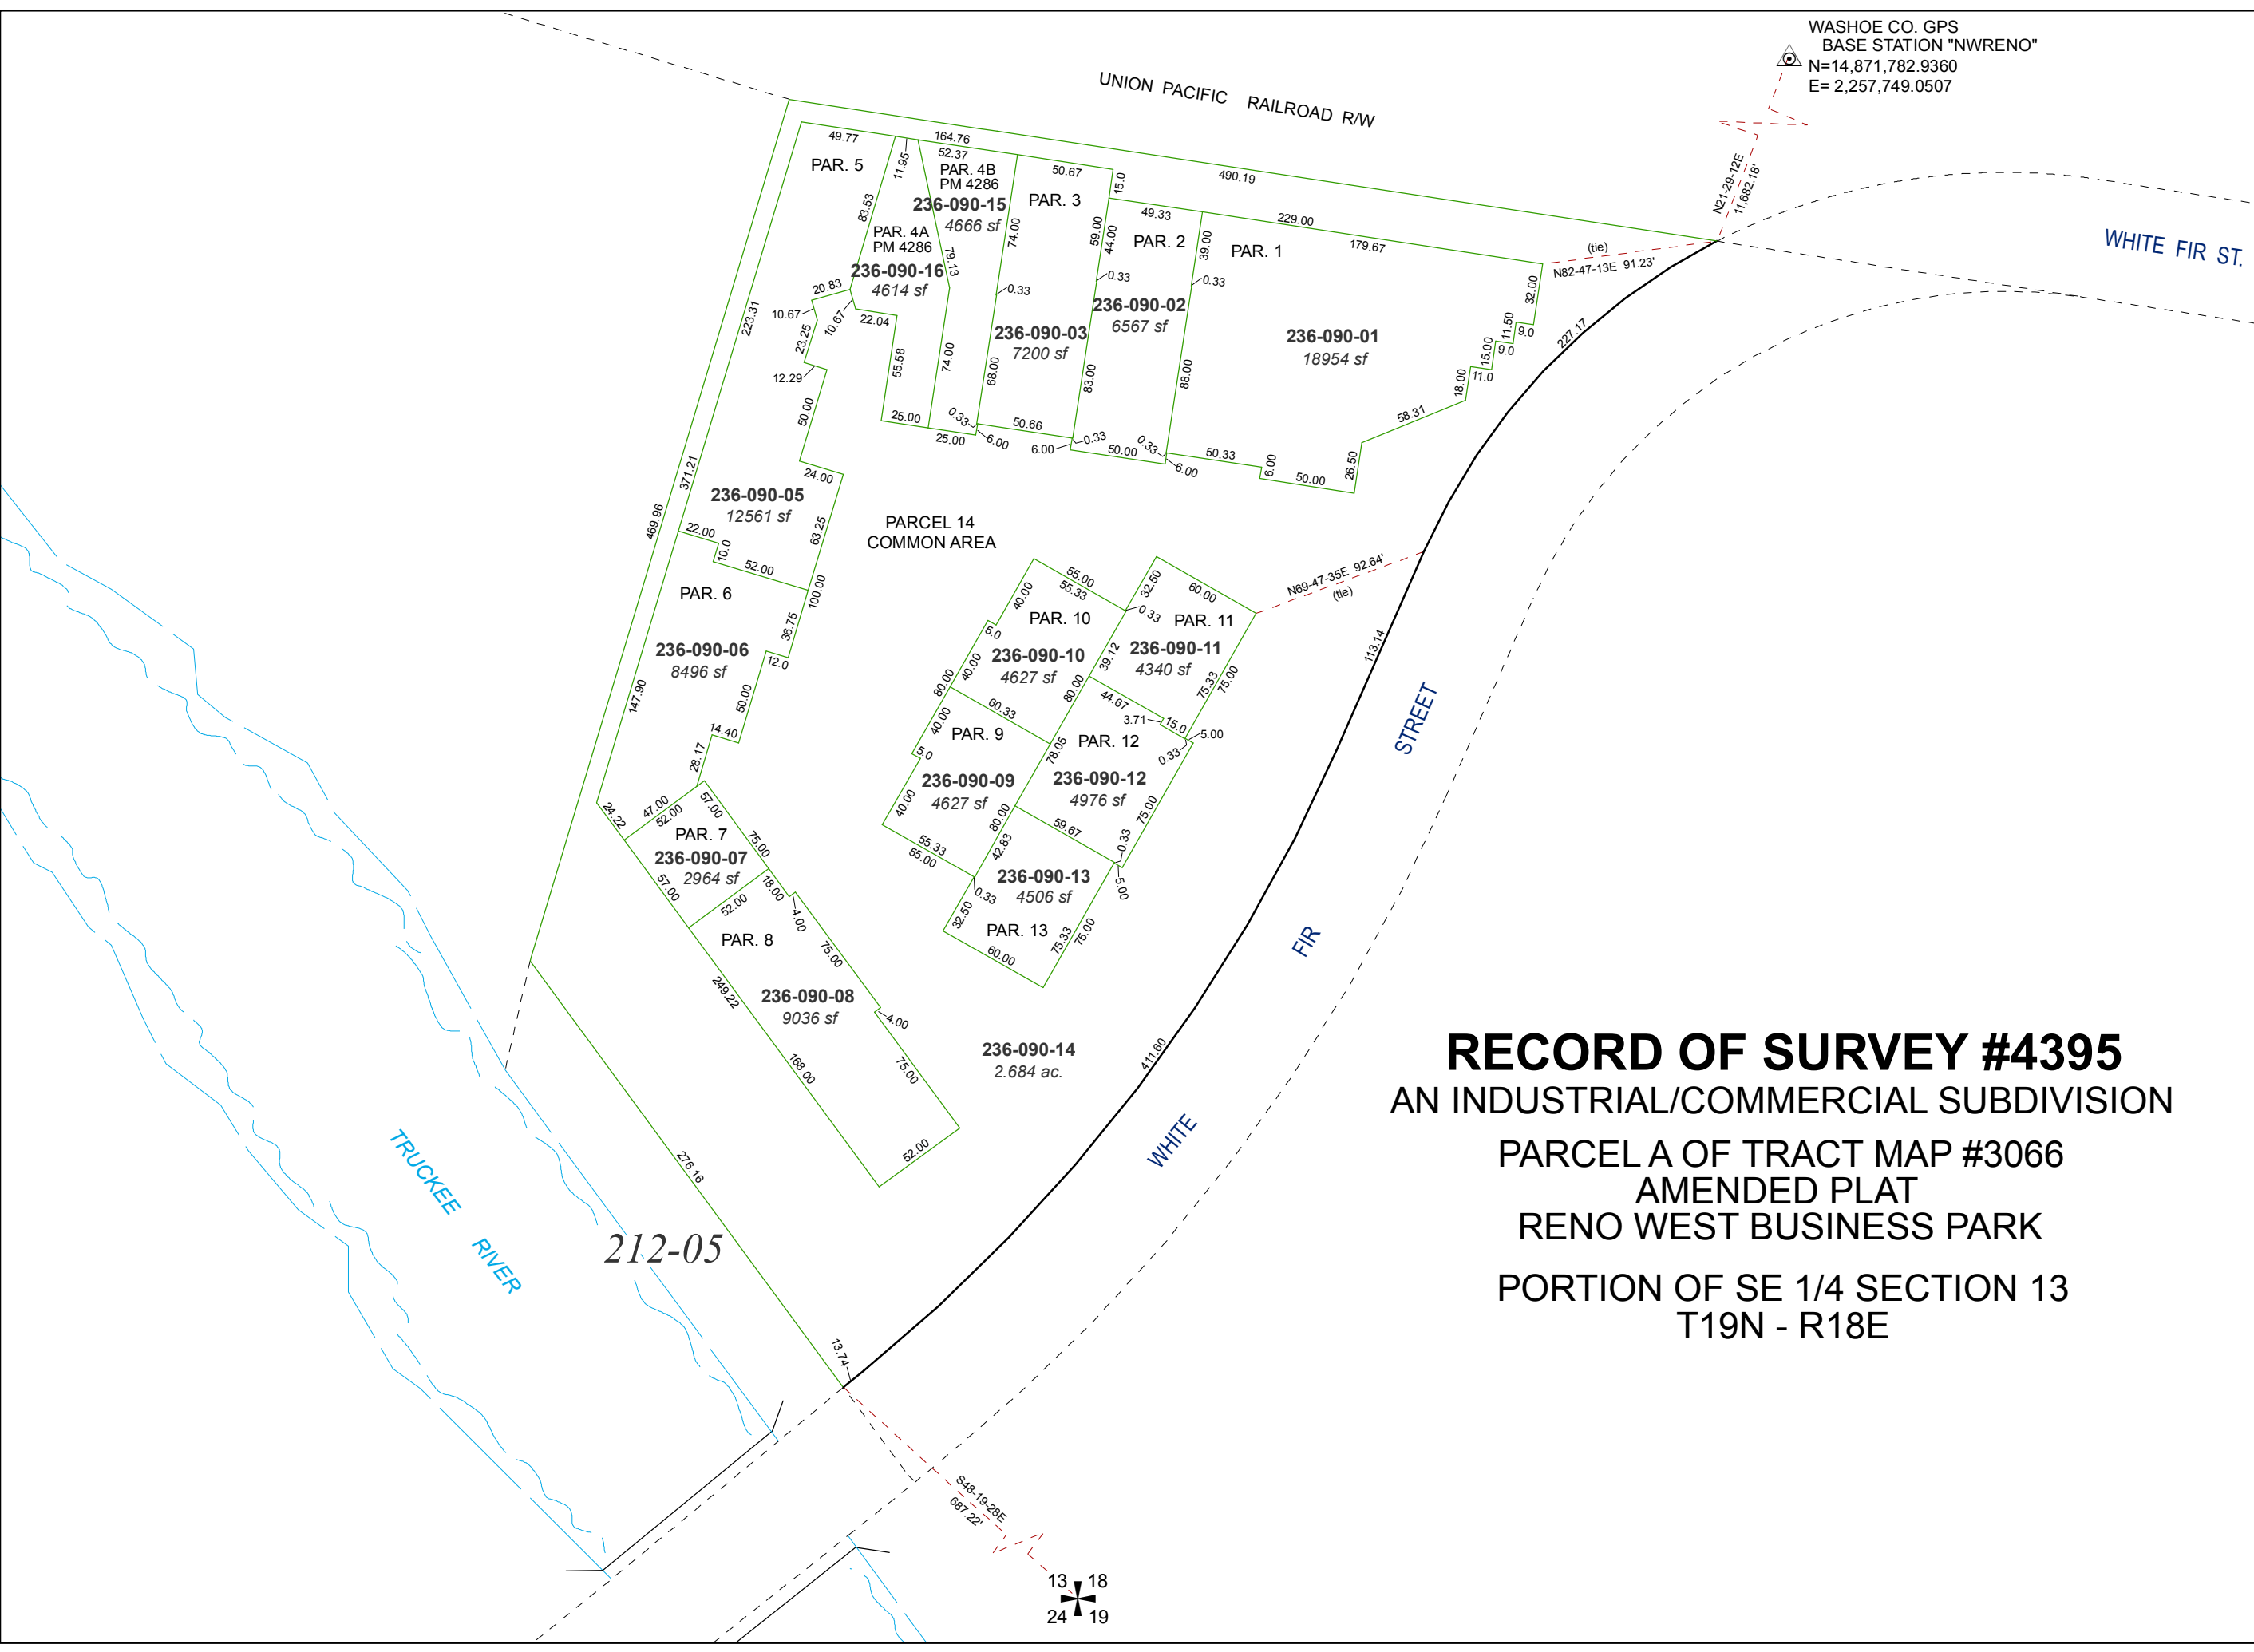 WASHOE CO. GPS
BASE STATION "NWRENO"
N=14,871,782.9360
E= 2,257,749.0507
UNION PACIFIC RAILROAD R/W
N21-29-12E
11,682.18'
WHITE FIR ST.
490.19
164.76
49.77
11.95
52.37
50.67
15.0
49.33
229.00
179.67
(tie)
N82-47-13E 91.23'
PAR. 5
83.53
PAR. 4B
PM 4286
236-090-15
4666 sf
PAR. 4A
PM 4286
236-090-16
4614 sf
79.13
74.00
PAR. 3
74.00
0.33
236-090-03
7200 sf
68.00
59.00
44.00
0.33
PAR. 2
236-090-02
6567 sf
83.00
39.00
0.33
PAR. 1
236-090-01
18954 sf
88.00
32.00
9.0
11.50
9.0
15.00
11.0
18.00
58.31
26.50
50.00
6.00
50.33
6.00
0.33
50.00
6.00
0.33
50.66
6.00
0.33
25.00
25.00
55.58
22.04
10.67
20.83
10.67
23.25
12.29
50.00
24.00
63.25
223.31
371.21
469.96
236-090-05
12561 sf
22.00
10.0
52.00
100.00
PARCEL 14
COMMON AREA
PAR. 6
236-090-06
8496 sf
36.75
12.0
50.00
14.40
28.17
147.90
24.22
47.00
52.00
57.00
75.00
PAR. 7
236-090-07
2964 sf
57.00
52.00
18.00
4.00
PAR. 8
75.00
236-090-08
9036 sf
249.22
168.00
4.00
75.00
52.00
55.00
55.33
40.00
PAR. 10
5.0
236-090-10
4627 sf
40.00
80.00
60.33
32.50
0.33
60.00
PAR. 11
236-090-11
4340 sf
39.12
80.00
75.33
75.00
44.67
3.71
15.0
5.00
0.33
N69-47-35E 92.64'
(tie)
PAR. 9
40.00
5.0
236-090-09
4627 sf
40.00
55.33
55.00
PAR. 12
78.05
236-090-12
4976 sf
75.00
80.00
59.67
0.33
5.00
42.83
236-090-13
4506 sf
0.33
32.50
PAR. 13
60.00
75.33
75.00
236-090-14
2.684 ac.
227.17
113.14
411.60
13.74
276.16
WHITE
FIR
STREET
TRUCKEE RIVER
212-05
S48-19-28E
687.22'
13 18
24 19
RECORD OF SURVEY #4395
AN INDUSTRIAL/COMMERCIAL SUBDIVISION
PARCEL A OF TRACT MAP #3066
AMENDED PLAT
RENO WEST BUSINESS PARK
PORTION OF SE 1/4 SECTION 13
T19N - R18E